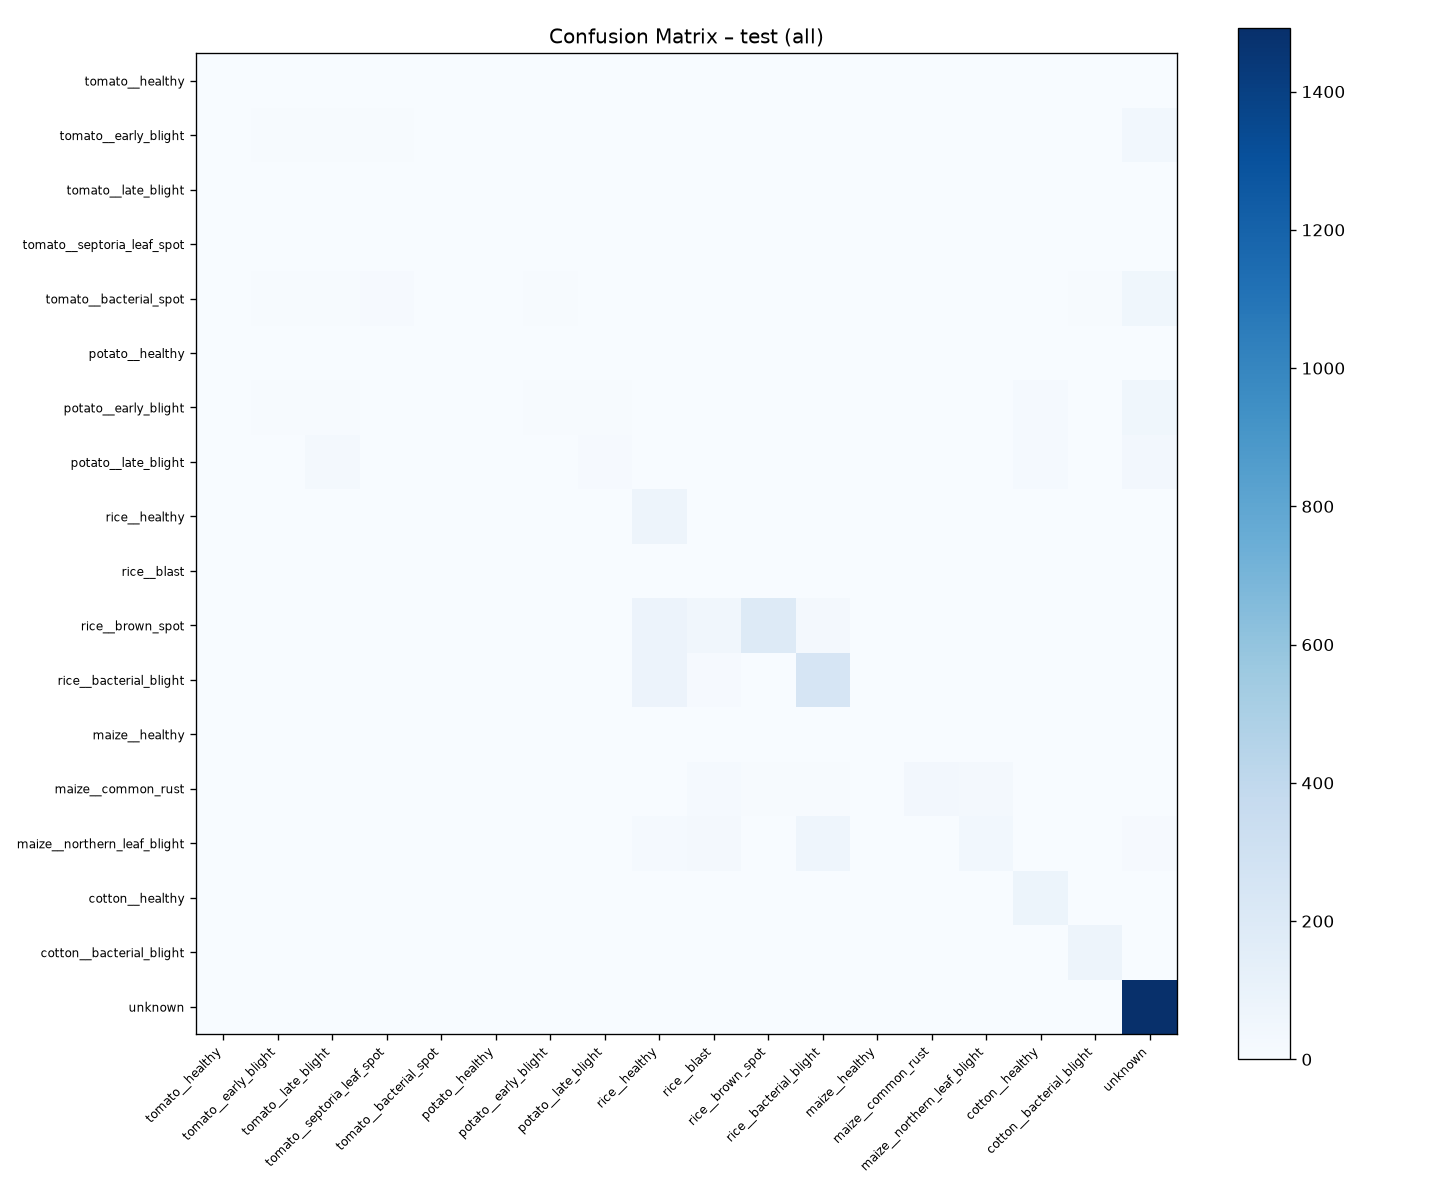 Confusion Matrix – test (all)
tomato__healthy
tomato__early_blight
tomato__late_blight
tomato__septoria_leaf_spot
tomato__bacterial_spot
potato__healthy
potato__early_blight
potato__late_blight
rice__healthy
rice__blast
rice__brown_spot
rice__bacterial_blight
maize__healthy
maize__common_rust
maize__northern_leaf_blight
cotton__healthy
cotton__bacterial_blight
unknown
tomato__healthy
tomato__early_blight
tomato__late_blight
tomato__septoria_leaf_spot
tomato__bacterial_spot
potato__healthy
potato__early_blight
potato__late_blight
rice__healthy
rice__blast
rice__brown_spot
rice__bacterial_blight
maize__healthy
maize__common_rust
maize__northern_leaf_blight
cotton__healthy
cotton__bacterial_blight
unknown
1400
1200
1000
800
600
400
200
0